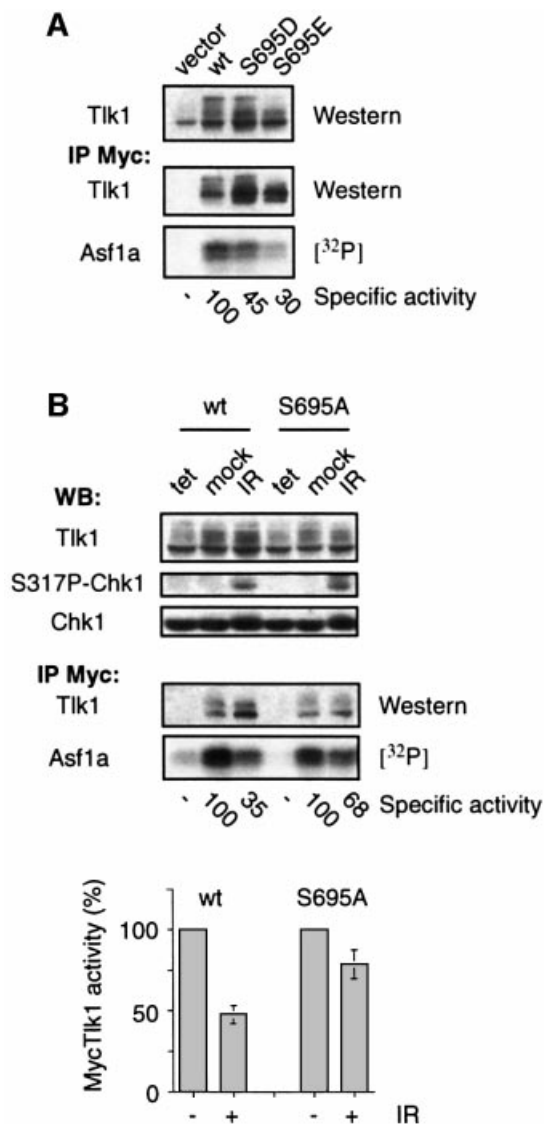 A
vector wt S695D S695E
Tlk1 Western
IP Myc:
Tlk1 Western
Asf1a [32P]
- 100 45 30 Specific activity
B
wt S695A
tet mock IR tet mock IR
WB:
Tlk1
S317P-Chk1
Chk1
IP Myc:
Tlk1 Western
Asf1a [32P]
- 100 35 - 100 68 Specific activity
wt S695A
MycTlk1 activity (%)
100
50
0
- + - + IR